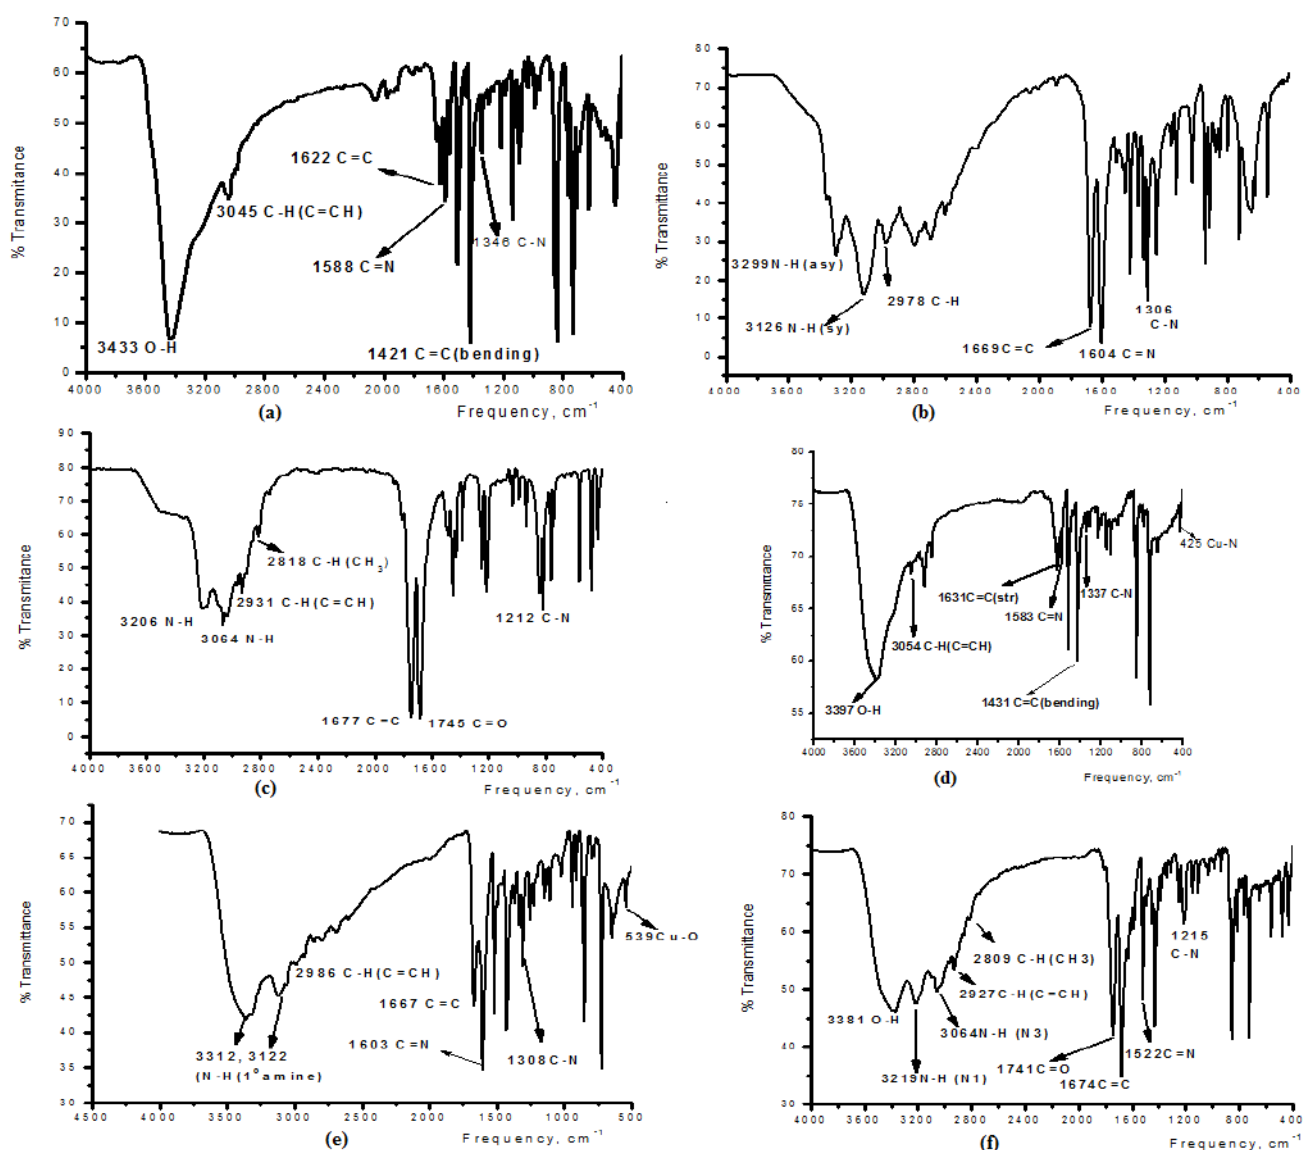 70
60
50
40
30
20
10
0
% Transmitance
4000 3600 3200 2800 2400 2000 1600 1200 800 400
Frequency, cm-1
1622 C=C
3045 C-H(C=CH)
1588 C=N
1346 C-N
3433 O-H
1421 C=C(bending)
(a)
80
70
60
50
40
30
20
10
0
% Transmittance
4000 3600 3200 2800 2400 2000 1600 1200 800 400
Frequency, cm-1
3299N-H(asy)
2978 C-H
3126 N-H(sy)
1306
C-N
1669C=C
1604 C=N
(b)
90
80
70
60
50
40
30
20
10
0
% Transmittance
4000 3600 3200 2800 2400 2000 1600 1200 800 400
Frequency, cm-1
2818 C-H(CH3)
2931 C-H(C=CH)
3206 N-H
3064 N-H
1212 C-N
1677 C=C
1745 C=O
(c)
80
75
70
65
60
55
% Transmittance
4000 3600 3200 2800 2400 2000 1600 1200 800 400
Frequency, cm-1
425 Cu-N
1631C=C(str)
1337 C-N
1583 C=N
3054C-H(C=CH)
1431 C=C(bending)
3397 O-H
(d)
70
65
60
55
50
45
40
35
30
% Transmittance
4500 4000 3500 3000 2500 2000 1500 1000 500
Frequency, cm-1
539Cu-O
2986 C-H(C=CH)
1667 C=C
1603 C=N
1308C-N
3312, 3122
(N-H(1° amine)
(e)
80
70
60
50
40
30
% Transmittance
4000 3600 3200 2800 2400 2000 1600 1200 800 400
Frequency, cm-1
1215
C-N
2809 C-H(CH3)
2927C-H(C=CH)
3381 O-H
3064N-H (N3)
1522C=N
1741C=O
3219N-H (N1)
1674C=C
(f)